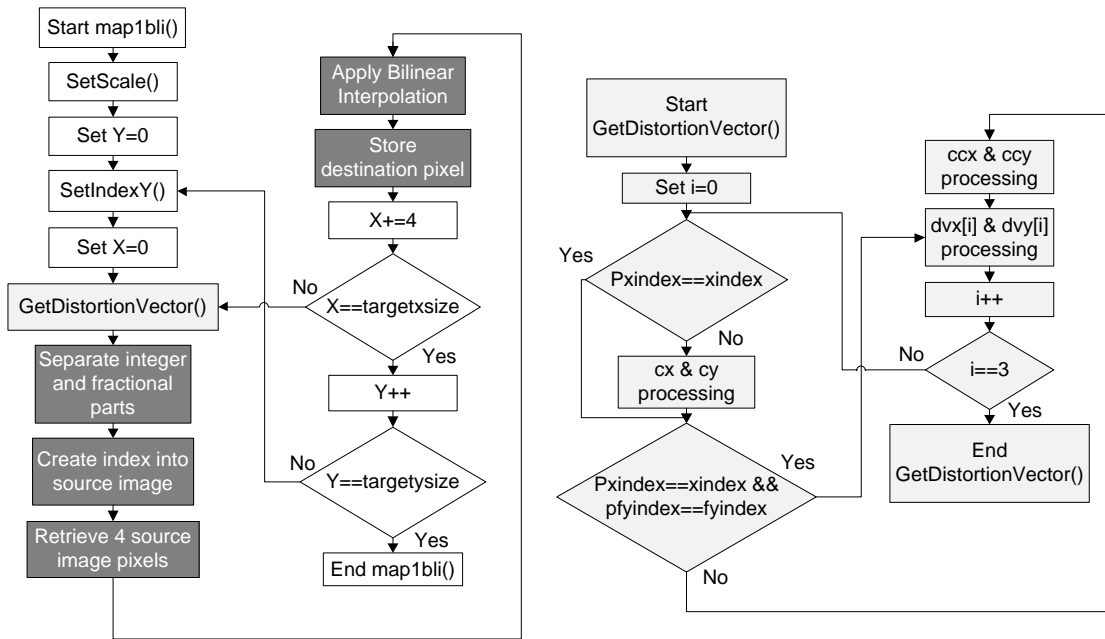 Start map1bli()
SetScale()
Set Y=0
SetIndexY()
Set X=0
GetDistortionVector()
Separate integer
and fractional
parts
Create index into
source image
Retrieve 4 source
image pixels
Apply Bilinear
Interpolation
Store
destination pixel
X+=4
No
X==targetxsize
Yes
Y++
No
Y==targetysize
Yes
End map1bli()
Start
GetDistortionVector()
Set i=0
Yes
Pxindex==xindex
No
cx & cy
processing
Yes
Pxindex==xindex &&
pfyindex==fyindex
No
ccx & ccy
processing
dvx[i] & dvy[i]
processing
i++
No
i==3
Yes
End
GetDistortionVector()